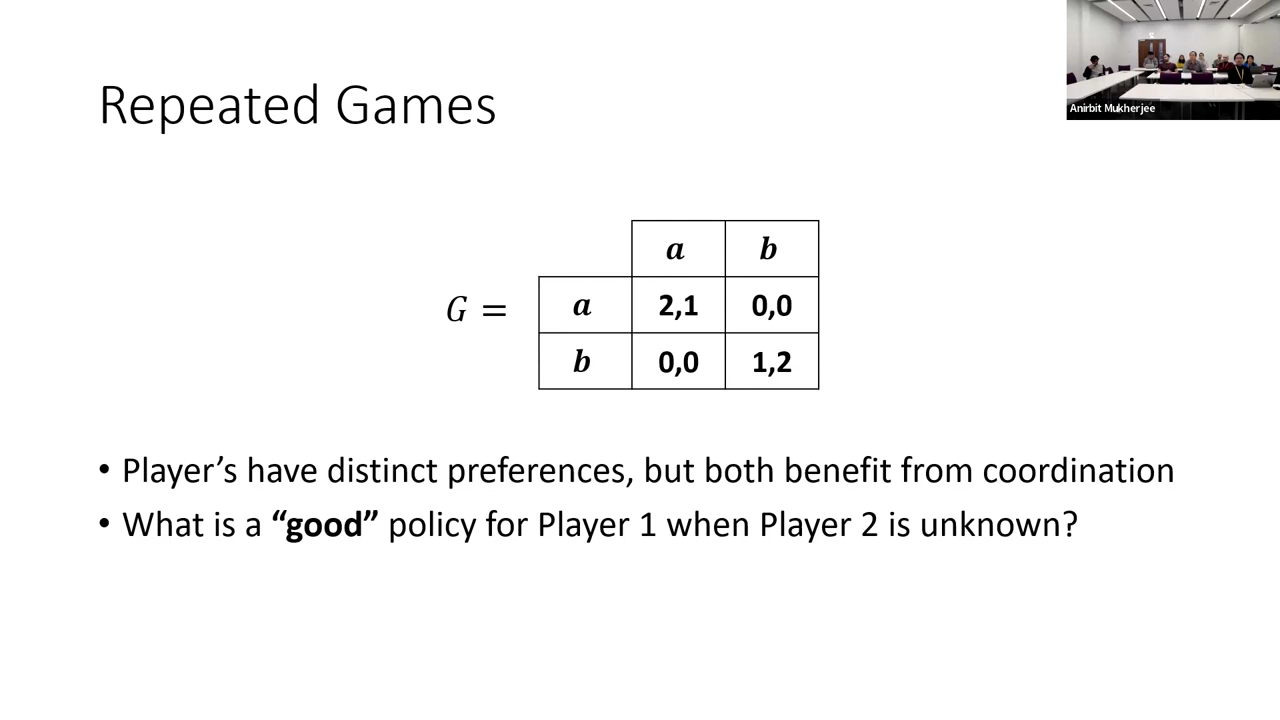 Repeated Games
Anirbit Mukherjee
a b
G = a 2,1 0,0
b 0,0 1,2
• Player’s have distinct preferences, but both benefit from coordination
• What is a “good” policy for Player 1 when Player 2 is unknown?